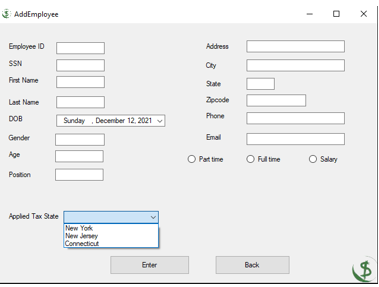 AddEmployee
Employee ID
SSN
First Name
Last Name
DOB
Sunday , December 12, 2021
Gender
Age
Position
Address
City
State
Zipcode
Phone
Email
Part time
Full time
Salary
Applied Tax State
New York
New Jersey
Connecticut
Enter
Back